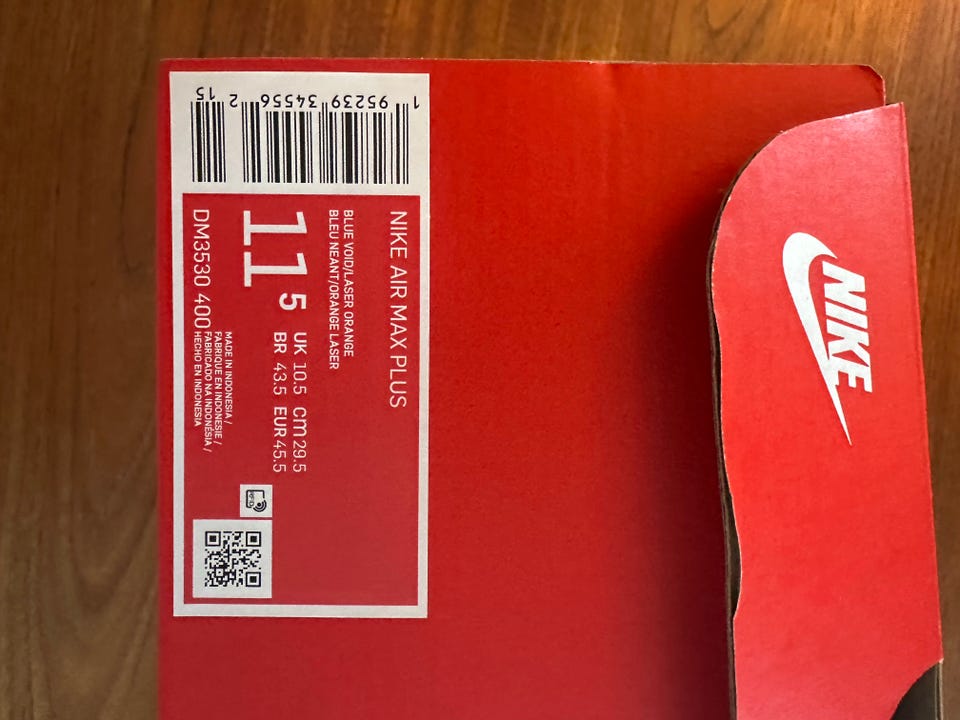 NIKE AIR MAX PLUS
BLUE VOID/LASER ORANGE
BLEU NEANT/ORANGE LASER
11 5
UK 10.5 cm 29.5
BR 43.5 EUR 45.5
DM3530 400
MADE IN INDONESIA /
FABRIQUE EN INDONESIE /
FABRICADO NA INDONÉSIA /
HECHO EN INDONESIA
1 95239 34556 2 15
NIKE